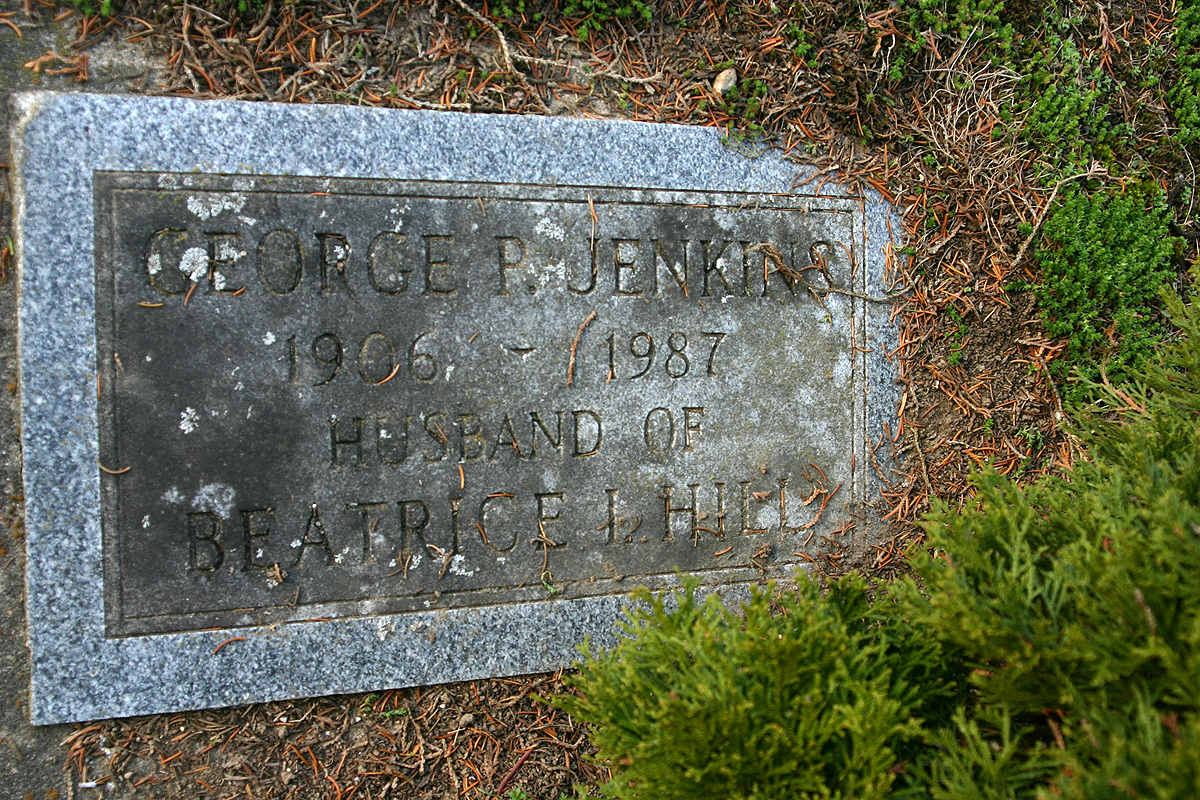 GEORGE P. JENKINS
1906 - 1987
HUSBAND OF
BEATRICE I. HILL